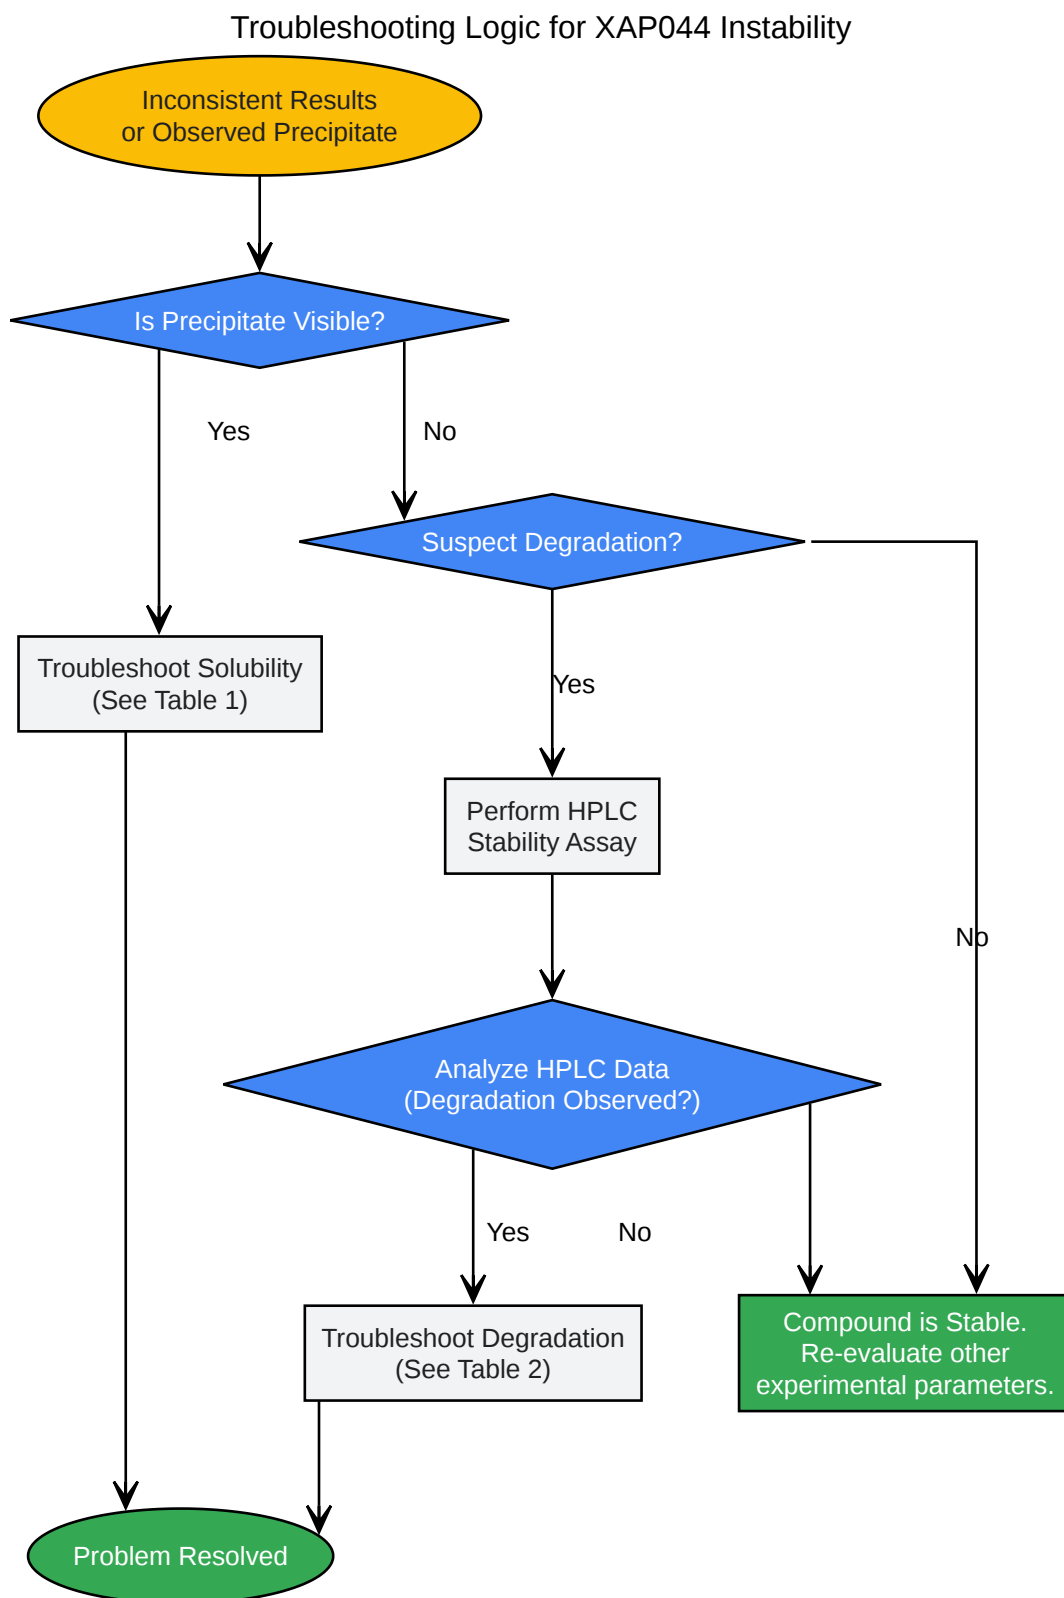 Troubleshooting Logic for XAP044 Instability
Inconsistent Results
or Observed Precipitate
Is Precipitate Visible?
Yes
No
Suspect Degradation?
Troubleshoot Solubility
(See Table 1)
Yes
Perform HPLC
Stability Assay
No
Analyze HPLC Data
(Degradation Observed?)
Yes
No
Troubleshoot Degradation
(See Table 2)
Compound is Stable.
Re-evaluate other
experimental parameters.
Problem Resolved